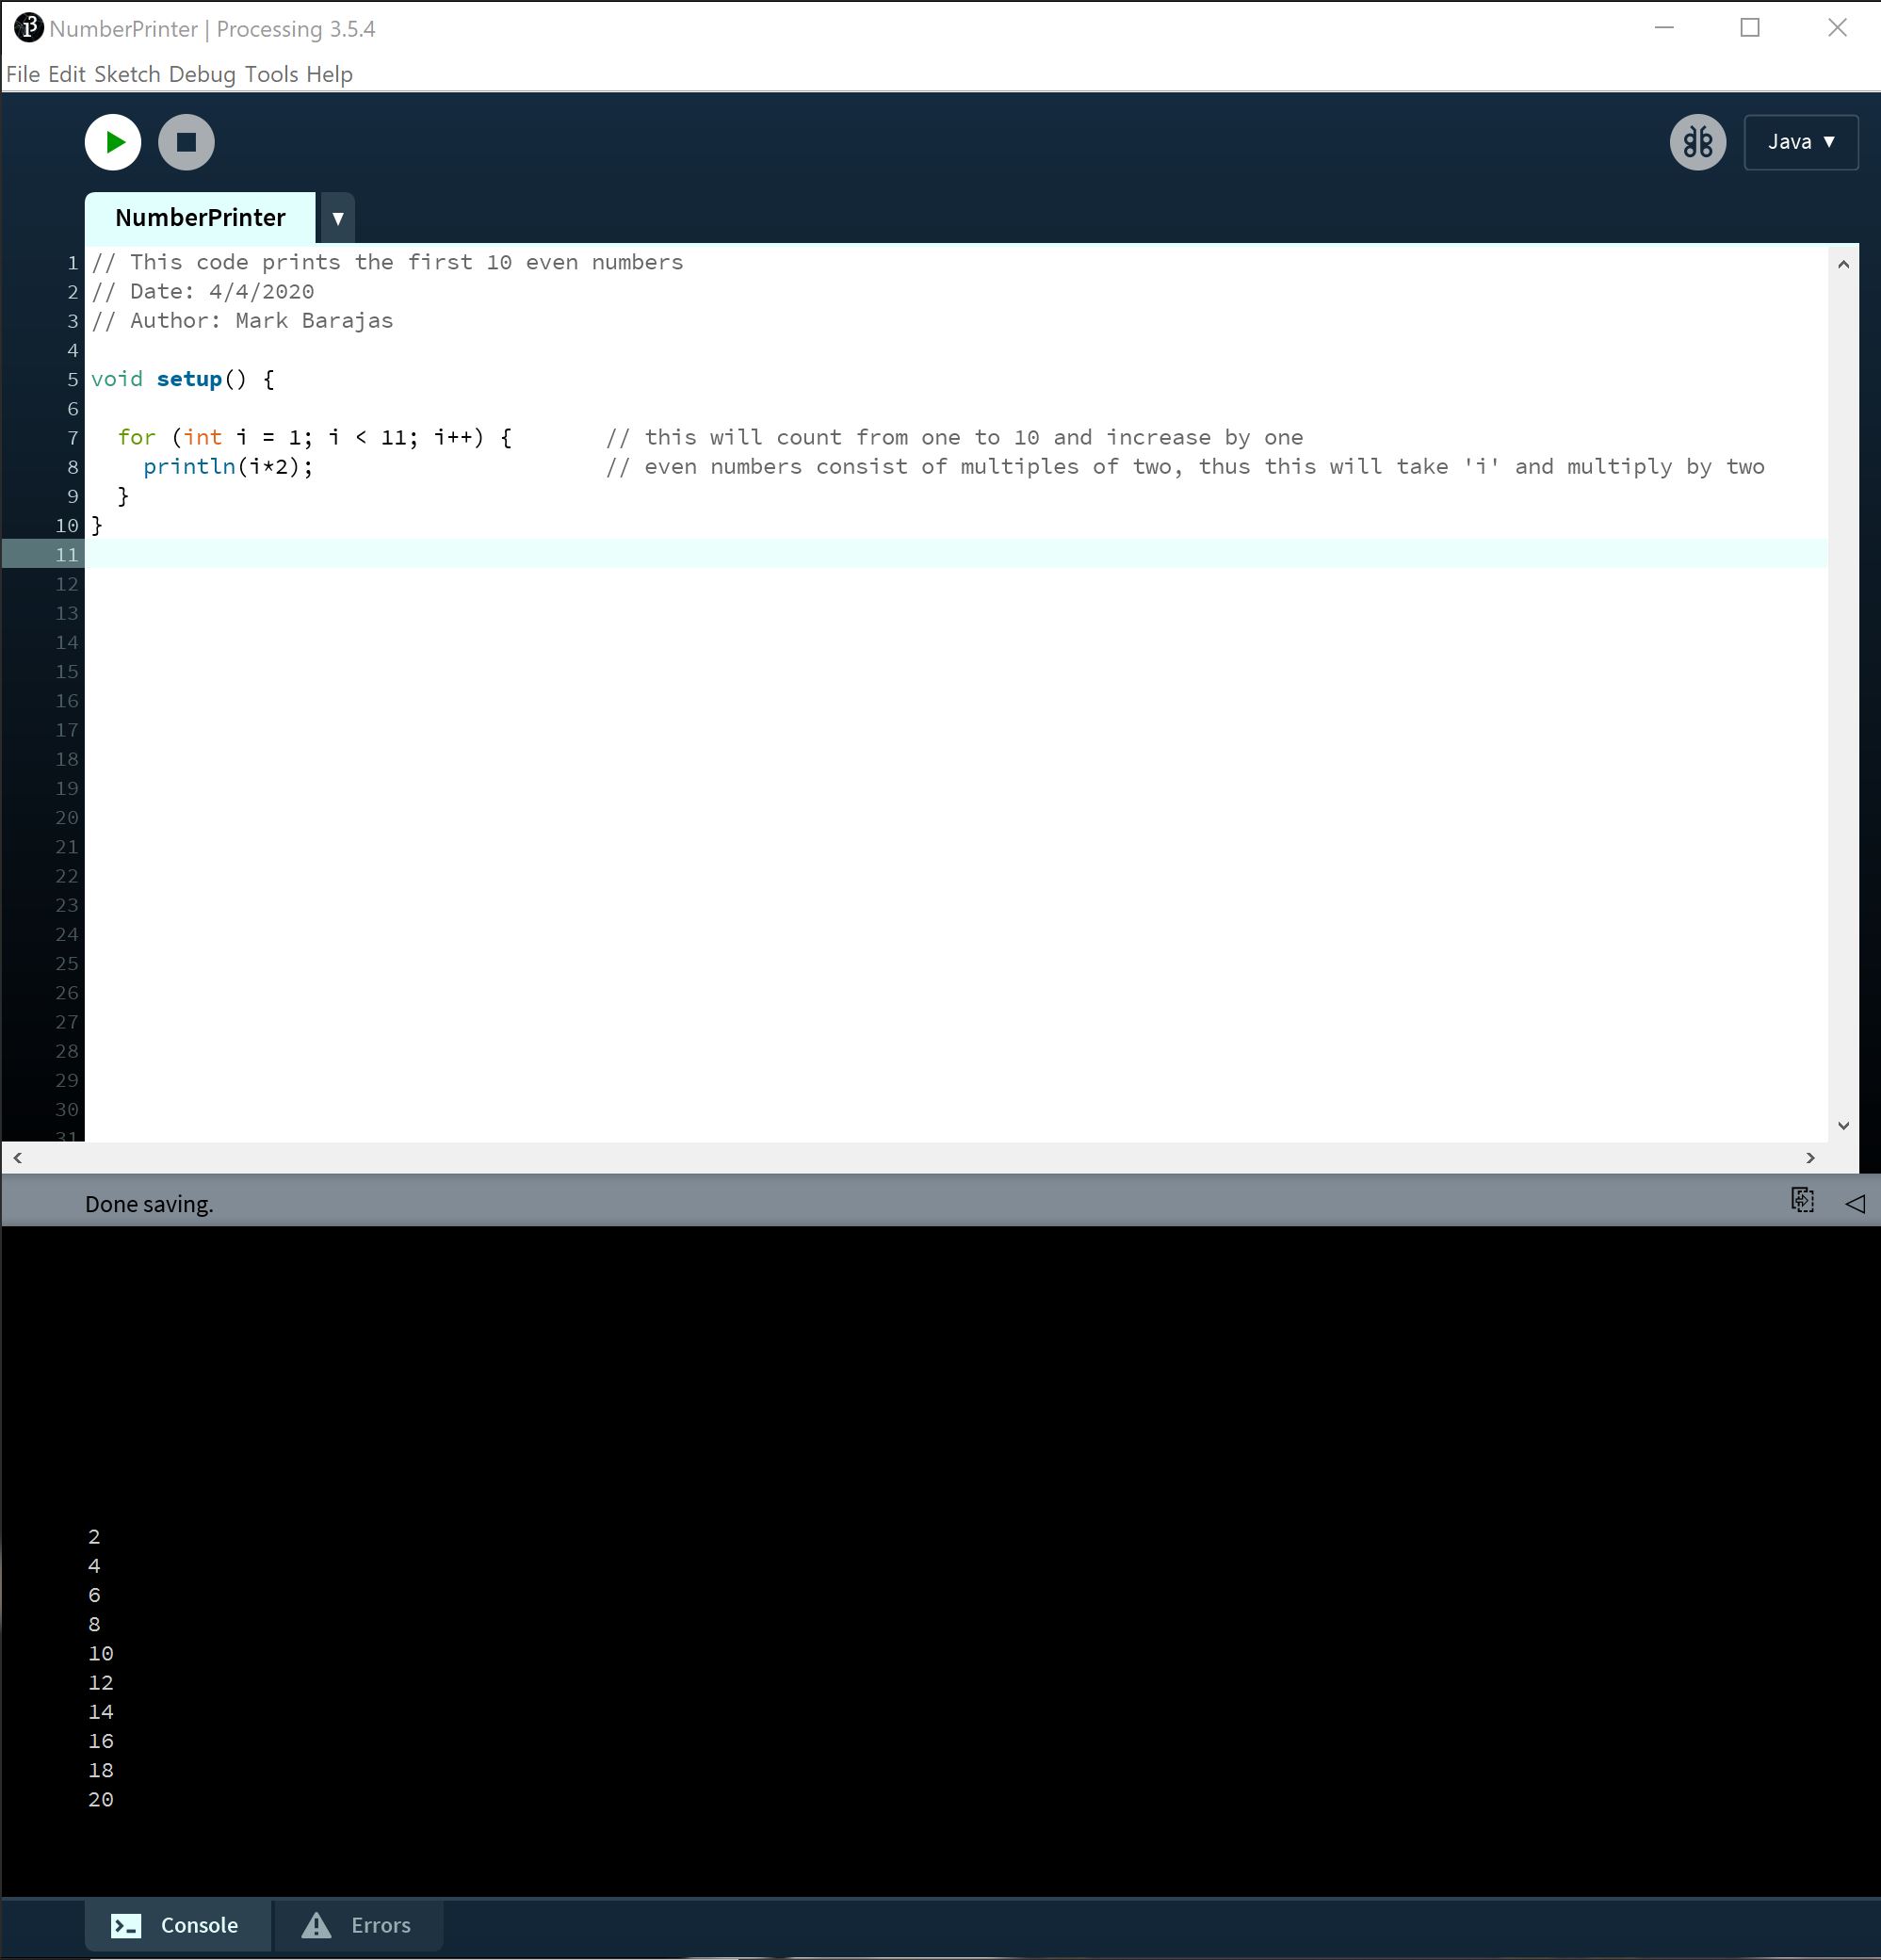 NumberPrinter | Processing 3.5.4
File Edit Sketch Debug Tools Help
Java ▼
NumberPrinter ▼
1 // This code prints the first 10 even numbers
2 // Date: 4/4/2020
3 // Author: Mark Barajas
4
5 void setup() {
6
7   for (int i = 1; i < 11; i++) {       // this will count from one to 10 and increase by one
8     println(i*2);                      // even numbers consist of multiples of two, thus this will take 'i' and multiply by two
9   }
10 }
11
12
13
14
15
16
17
18
19
20
21
22
23
24
25
26
27
28
29
30
31
Done saving.
2
4
6
8
10
12
14
16
18
20
Console Errors